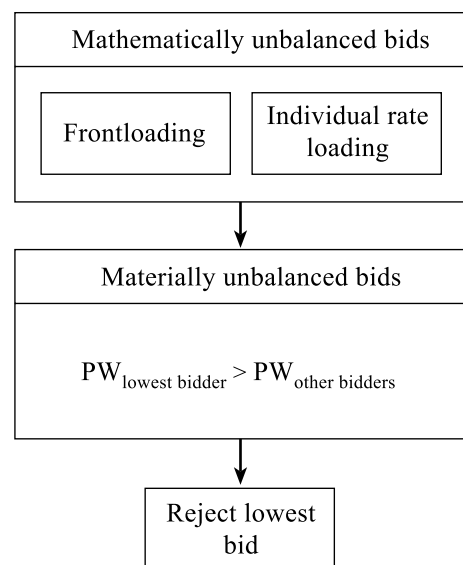 Mathematically unbalanced bids
Frontloading
Individual rate
loading
Materially unbalanced bids
PWlowest bidder > PWother bidders
Reject lowest
bid